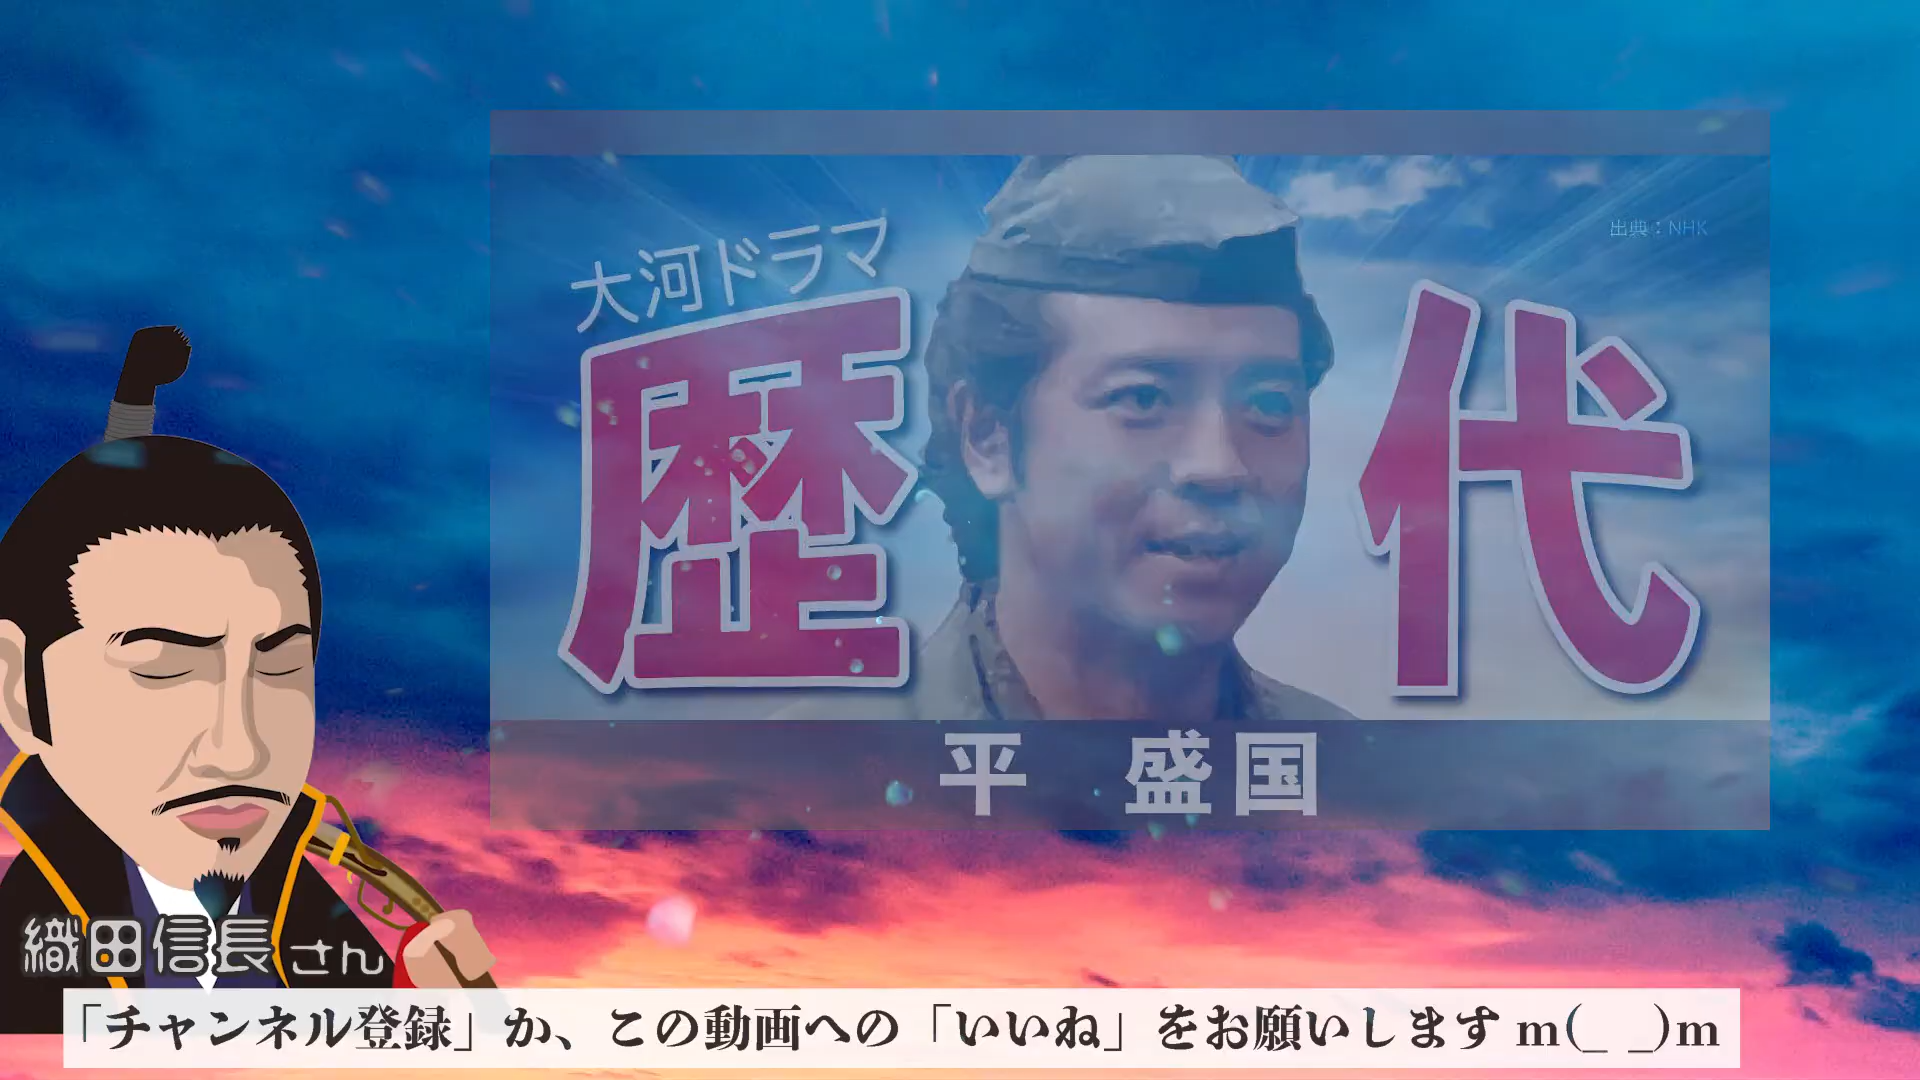 大河ドラマ
歴代
出典：NHK
平 盛国
織田信長さん
「チャンネル登録」か、この動画への「いいね」をお願いします m(_ _)m